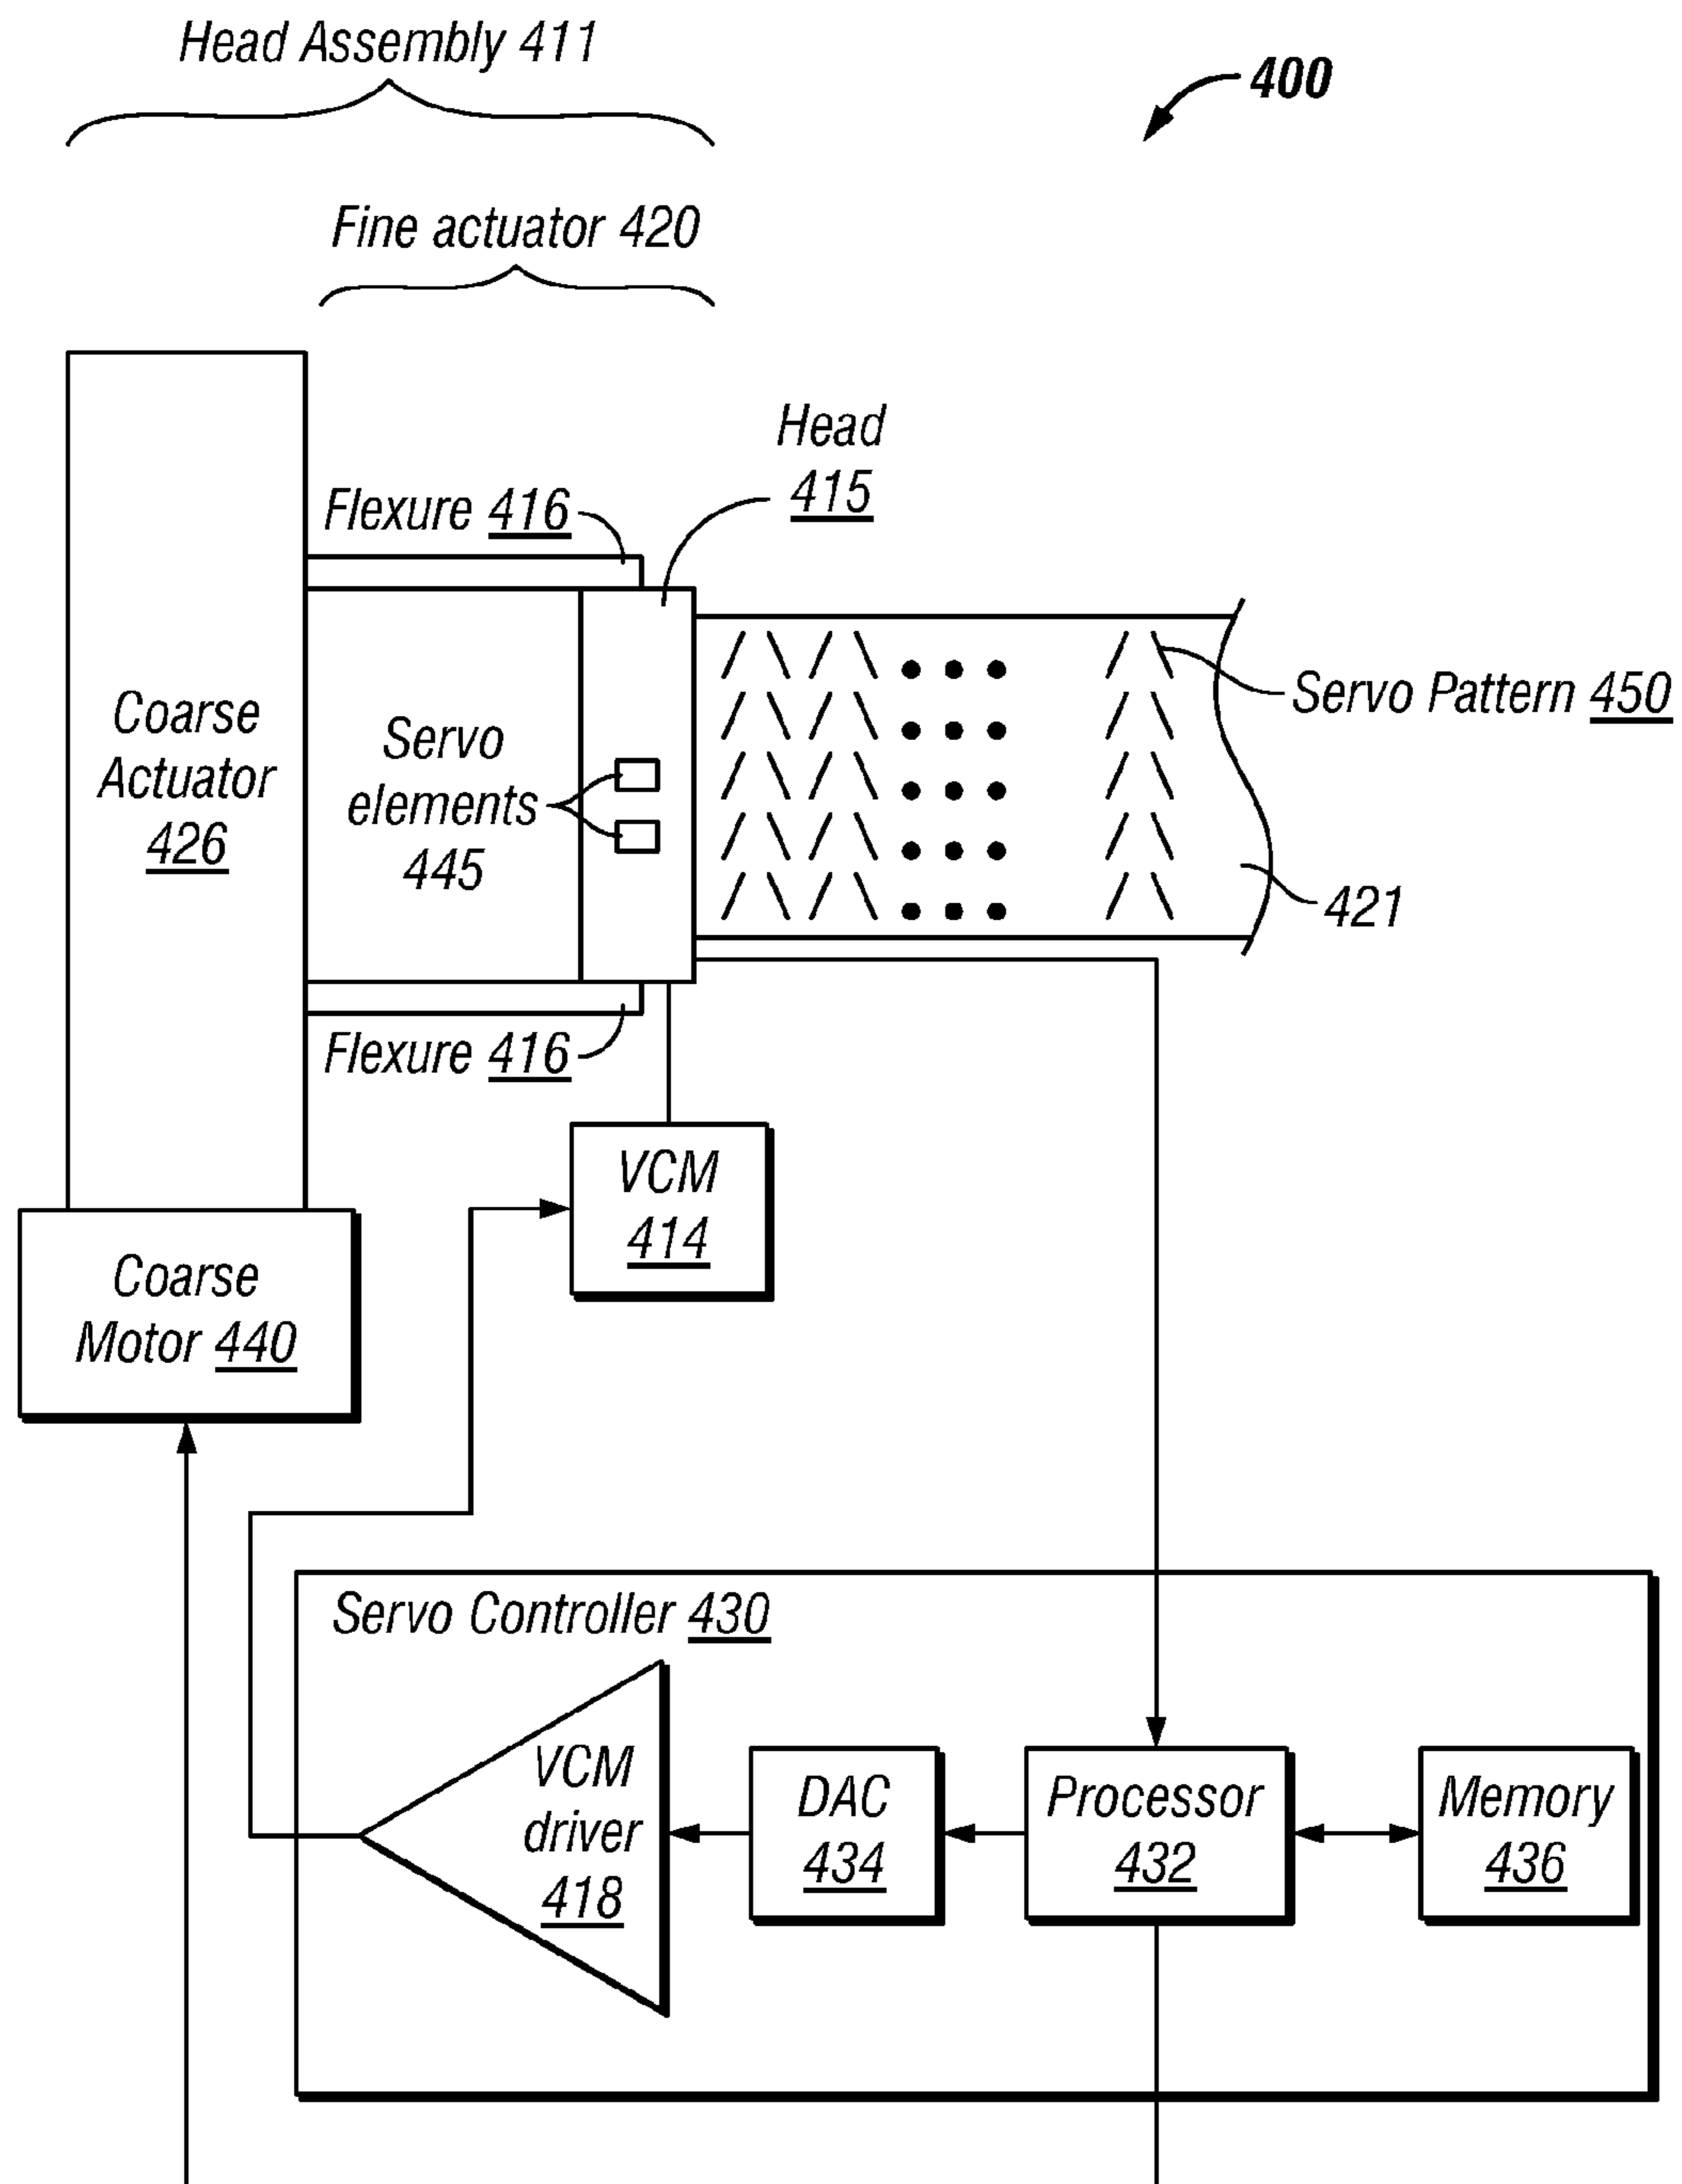 Head Assembly 411
400
Fine actuator 420
Head
415
Flexure 416
Servo Pattern 450
Coarse
Actuator
426
Servo
elements
445
421
Flexure 416
VCM
414
Coarse
Motor 440
Servo Controller 430
VCM
driver
418
DAC
434
Processor
432
Memory
436